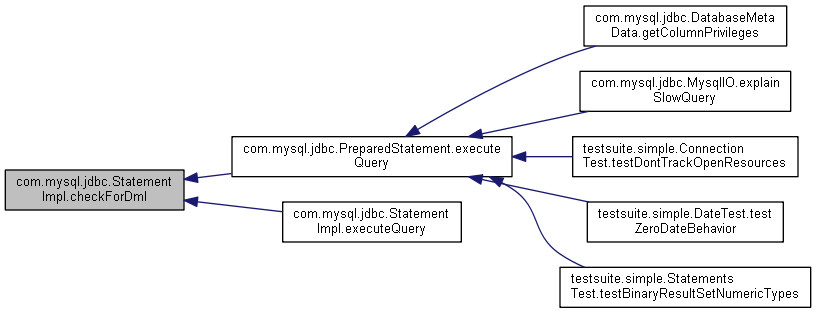 com.mysql.jdbc.DatabaseMeta
Data.getColumnPrivileges
com.mysql.jdbc.MysqlIO.explain
SlowQuery
com.mysql.jdbc.PreparedStatement.execute
Query
testsuite.simple.Connection
Test.testDontTrackOpenResources
com.mysql.jdbc.Statement
Impl.checkForDml
com.mysql.jdbc.Statement
Impl.executeQuery
testsuite.simple.DateTest.test
ZeroDateBehavior
testsuite.simple.Statements
Test.testBinaryResultSetNumericTypes